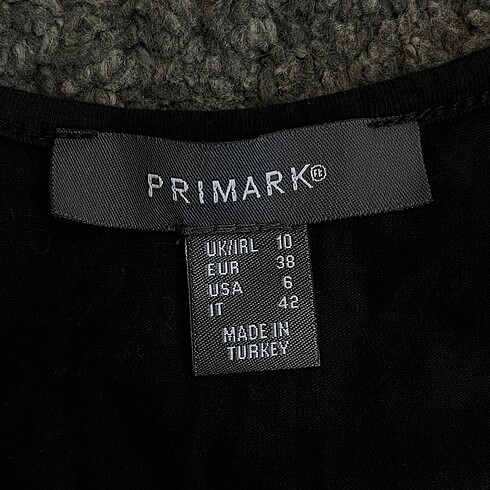 PRIMARK®
UK/IRL 10
EUR 38
USA 6
IT 42
MADE IN
TURKEY